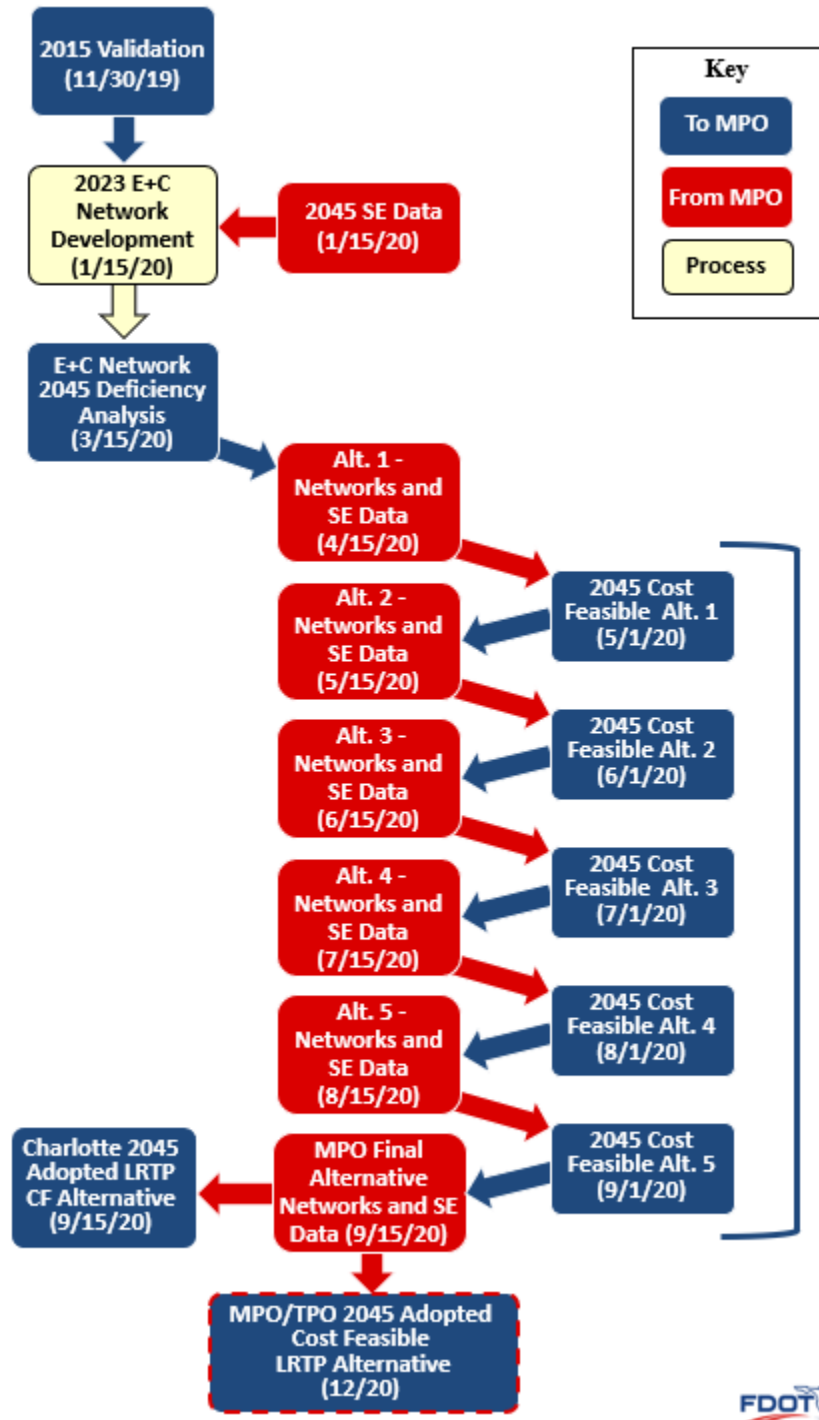 2015 Validation
(11/30/19)
Key
To MPO
From MPO
Process
2023 E+C
Network
Development
(1/15/20)
2045 SE Data
(1/15/20)
E+C Network
2045 Deficiency
Analysis
(3/15/20)
Alt. 1 -
Networks and
SE Data
(4/15/20)
2045 Cost
Feasible Alt. 1
(5/1/20)
Alt. 2 -
Networks and
SE Data
(5/15/20)
2045 Cost
Feasible Alt. 2
(6/1/20)
Alt. 3 -
Networks and
SE Data
(6/15/20)
2045 Cost
Feasible Alt. 3
(7/1/20)
Alt. 4 -
Networks and
SE Data
(7/15/20)
2045 Cost
Feasible Alt. 4
(8/1/20)
Alt. 5 -
Networks and
SE Data
(8/15/20)
2045 Cost
Feasible Alt. 5
(9/1/20)
Charlotte 2045
Adopted LRTP
CF Alternative
(9/15/20)
MPO Final
Alternative
Networks and SE
Data (9/15/20)
MPO/TPO 2045 Adopted
Cost Feasible
LRTP Alternative
(12/20)
FDOT